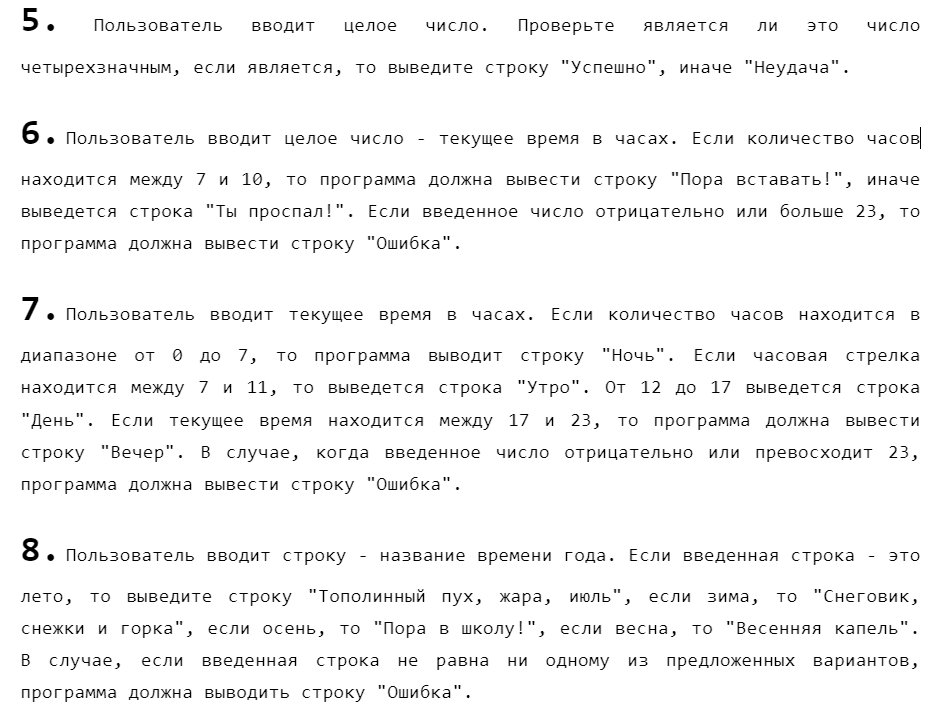 5. Пользователь вводит целое число. Проверьте является ли это число
четырехзначным, если является, то выведите строку "Успешно", иначе "Неудача".
6. Пользователь вводит целое число - текущее время в часах. Если количество часов
находится между 7 и 10, то программа должна вывести строку "Пора вставать!", иначе
выведется строка "Ты проспал!". Если введенное число отрицательно или больше 23, то
программа должна вывести строку "Ошибка".
7. Пользователь вводит текущее время в часах. Если количество часов находится в
диапазоне от 0 до 7, то программа выводит строку "Ночь". Если часовая стрелка
находится между 7 и 11, то выведется строка "Утро". От 12 до 17 выведется строка
"День". Если текущее время находится между 17 и 23, то программа должна вывести
строку "Вечер". В случае, когда введенное число отрицательно или превосходит 23,
программа должна вывести строку "Ошибка".
8. Пользователь вводит строку - название времени года. Если введенная строка - это
лето, то выведите строку "Тополинный пух, жара, июль", если зима, то "Снеговик,
снежки и горка", если осень, то "Пора в школу!", если весна, то "Весенняя капель".
В случае, если введенная строка не равна ни одному из предложенных вариантов,
программа должна выводить строку "Ошибка".